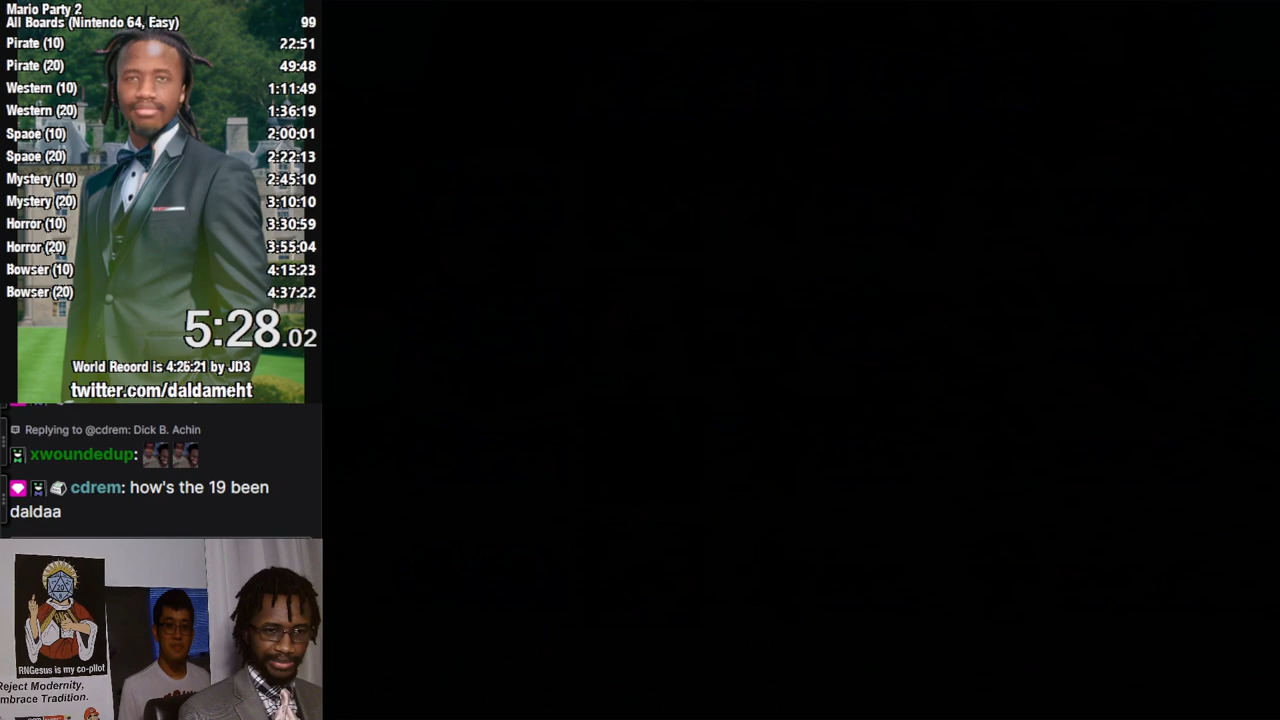 Mario Party 2
All Boards (Nintendo 64, Easy) 99
Pirate (10) 22:51
Pirate (20) 49:48
Western (10) 1:11:49
Western (20) 1:36:19
Space (10) 2:00:01
Space (20) 2:22:13
Mystery (10) 2:45:10
Mystery (20) 3:10:10
Horror (10) 3:30:59
Horror (20) 3:55:04
Bowser (10) 4:15:23
Bowser (20) 4:37:22
5:28.02
World Record is 4:25:21 by JD3
twitter.com/daldameht
Replying to @cdrem: Dick B. Achin
xwoundedup:
cdrem: how's the 19 been
daldaa
RNGesus is my co-pilot
Reject Modernity,
mbrace Tradition.